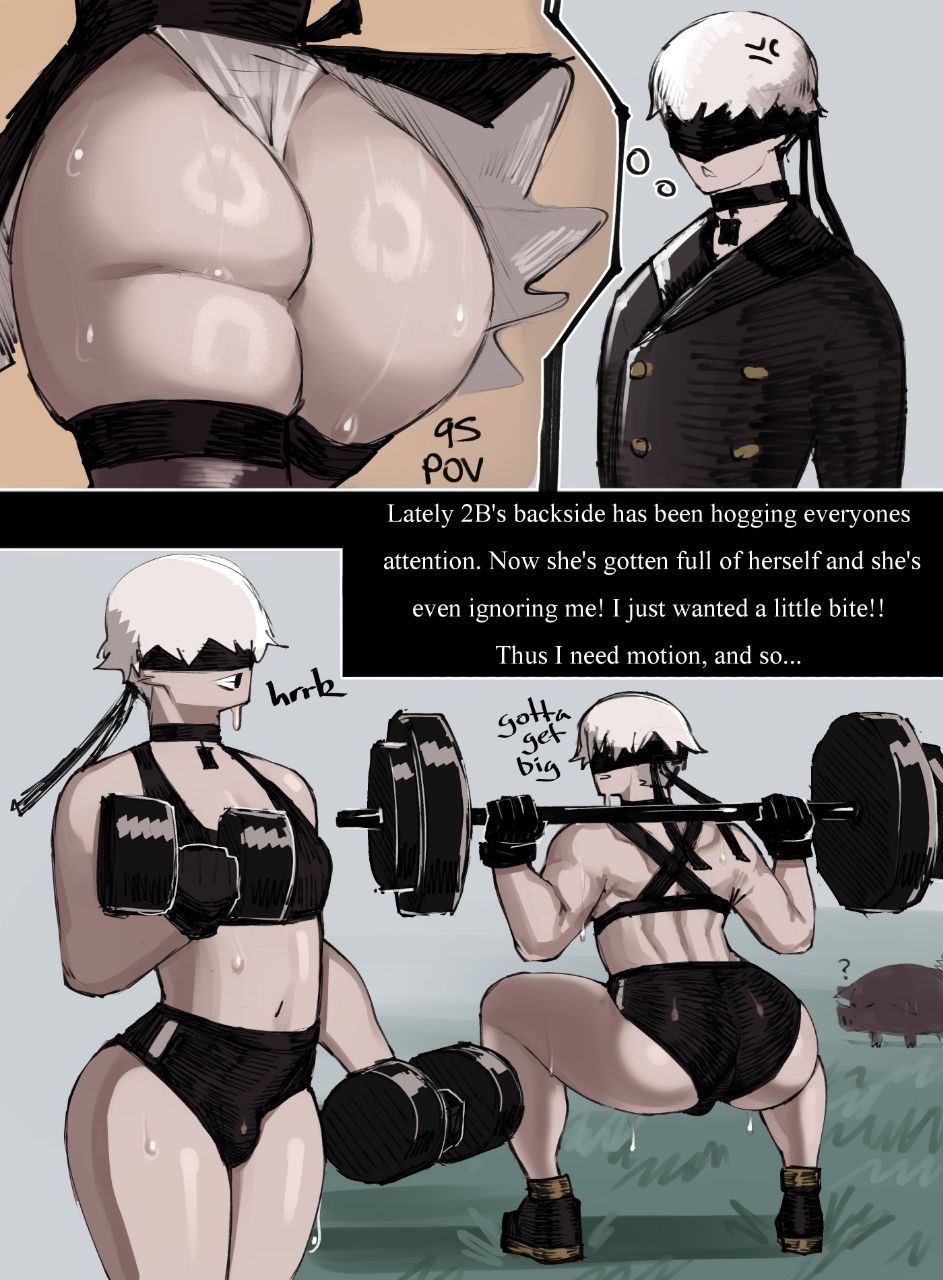 9S
POV
Lately 2B's backside has been hogging everyones
attention. Now she's gotten full of herself and she's
even ignoring me! I just wanted a little bite!!
Thus I need motion, and so...
hrrk
gotta
get
big
?